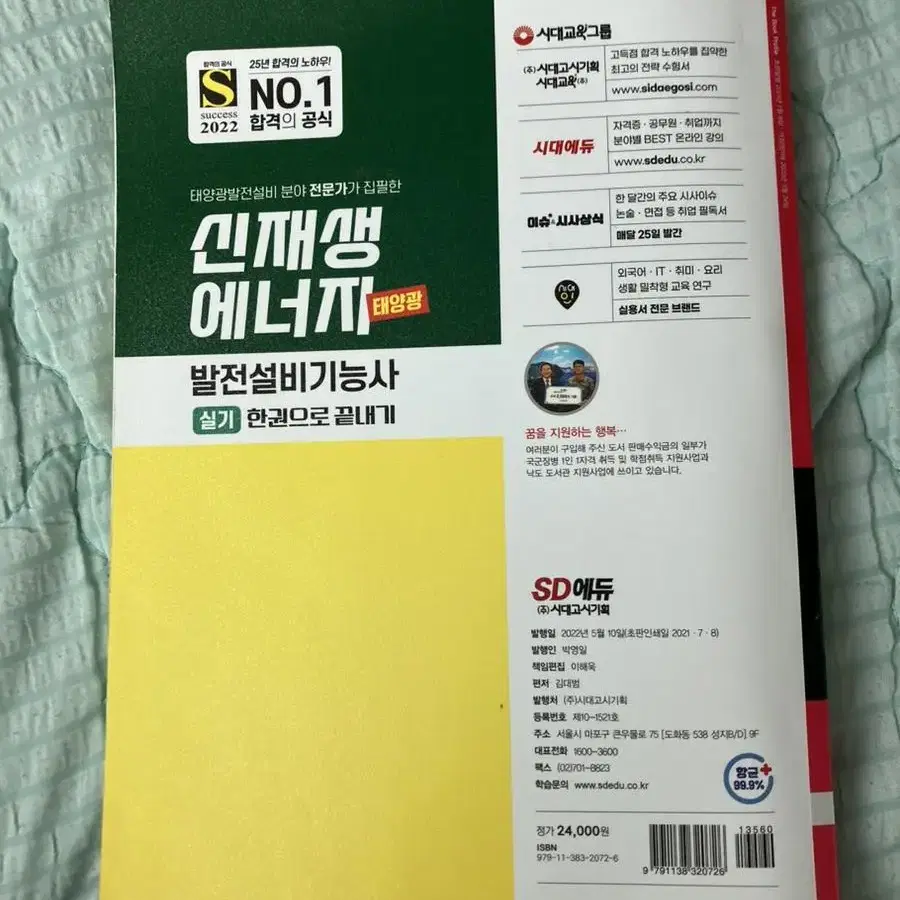 합격의 공식
S
success
2022
25년 합격의 노하우!
NO.1
합격의 공식
태양광발전설비 분야 전문가가 집필한
신재생
에너지
태양광
발전설비기능사
실기 한권으로 끝내기
시대교육그룹
(주)시대고시기획
시대교육(주)
고득점 합격 노하우를 집약한
최고의 전략 수험서
www.sidaegosi.com
시대에듀
자격증 · 공무원 · 취업까지
분야별 BEST 온라인 강의
www.sdedu.co.kr
이슈&시사상식
한 달간의 주요 시사이슈
논술 · 면접 등 취업 필독서
매달 25일 발간
시대인
외국어 · IT · 취미 · 요리
생활 밀착형 교육 연구
실용서 전문 브랜드
꿈을 지원하는 행복…
여러분이 구입해 주신 도서 판매수익금의 일부가
국군장병 1인 1자격 취득 및 학점취득 지원사업과
낙도 도서관 지원사업에 쓰이고 있습니다.
SD에듀
(주)시대고시기획
발행일 2022년 5월 10일(초판인쇄일 2021 · 7 · 8)
발행인 박영일
책임편집 이해욱
편저 김대범
발행처 (주)시대고시기획
등록번호 제10-1521호
주소 서울시 마포구 큰우물로 75 [도화동 538 성지B/D] 9F
대표전화 1600-3600
팩스 (02)701-8823
학습문의 www.sdedu.co.kr
항균
99.9%
정가 24,000원
ISBN
979-11-383-2072-6
13560
9 791138 320726
The Book Profile